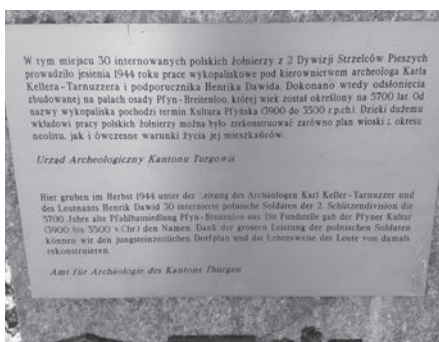 W tym miejscu 30 internowanych polskich żołnierzy z 2 Dywizji Strzelców Pieszych
prowadziło jesienią 1944 roku prace wykopaliskowe pod kierownictwem archeologa Karla
Kellera-Tarnuzzera i podporucznika Henrika Dawida. Dokonano wtedy odsłonięcia
zbudowanej na palach osady Pfyn-Breitenloo, której wiek został określony na 5700 lat. Od
nazwy wykopaliska pochodzi termin Kultura Pfyńska (3900 do 3500 r.p.ch). Dzięki dużemu
wkładowi pracy polskich żołnierzy można było zrekonstruować zarówno plan wioski z okresu
neolitu, jak i ówczesne warunki życia jej mieszkańców.
Urząd Archeologiczny Kantonu Turgowii
Hier gruben im Herbst 1944 unter der Leitung des Archäologen Karl Keller-Tarnuzzer und
des Leutnants Henrik Dawid 30 internierte polnische Soldaten der 2. Schützendivision die
5700 Jahre alte Pfahlbausiedlung Pfyn-Breitenloo aus. Die Fundstelle gab der Pfyner Kultur
(3900 bis 3500 v.Chr) den Namen. Dank der grossen Leistung der polnischen Soldaten
können wir den jungsteinzeitlichen Dorfplan und die Lebensweise der Leute von damals
rekonstruieren.
Amt für Archäologie des Kantons Thurgau